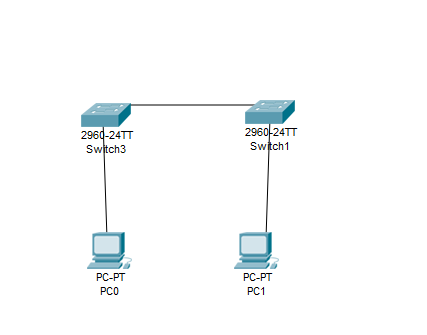 2960-24TT
Switch3
2960-24TT
Switch1
PC-PT
PC0
PC-PT
PC1